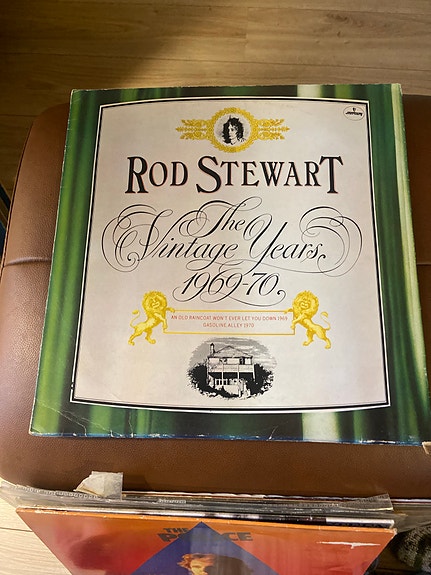 ROD STEWART
The
Vintage Years
1969-70
AN OLD RAINCOAT WON'T EVER LET YOU DOWN 1969
GASOLINE ALLEY 1970
THE